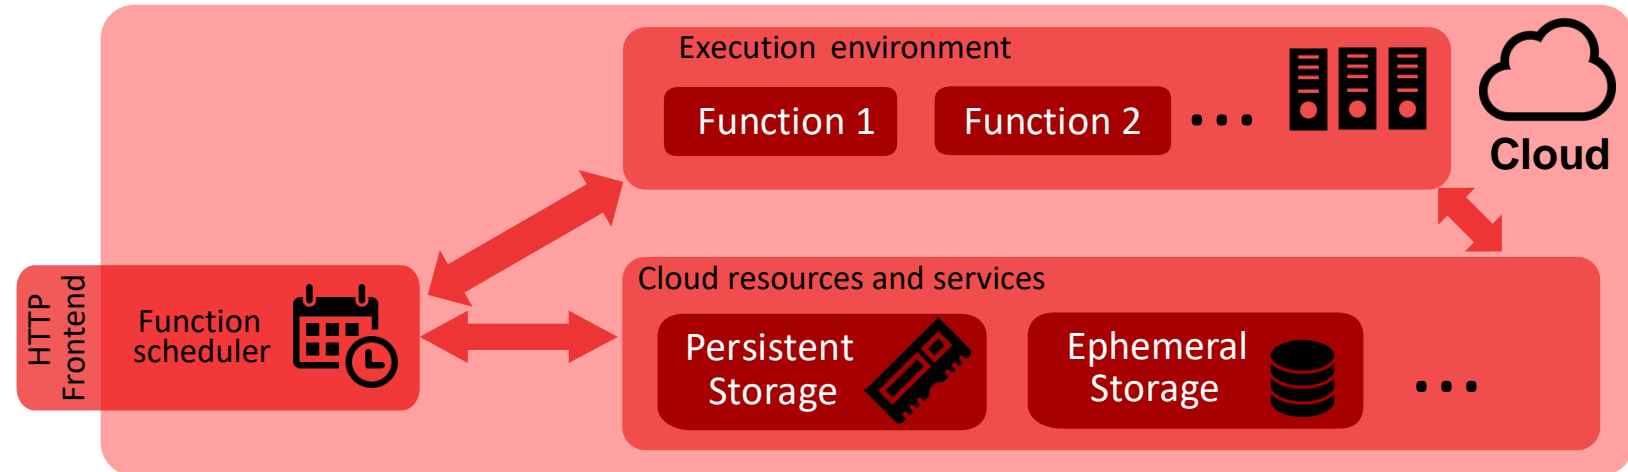 Execution environment
Function 1
Function 2
...
Cloud
HTTP
Frontend
Function
scheduler
Cloud resources and services
Persistent
Storage
Ephemeral
Storage
...